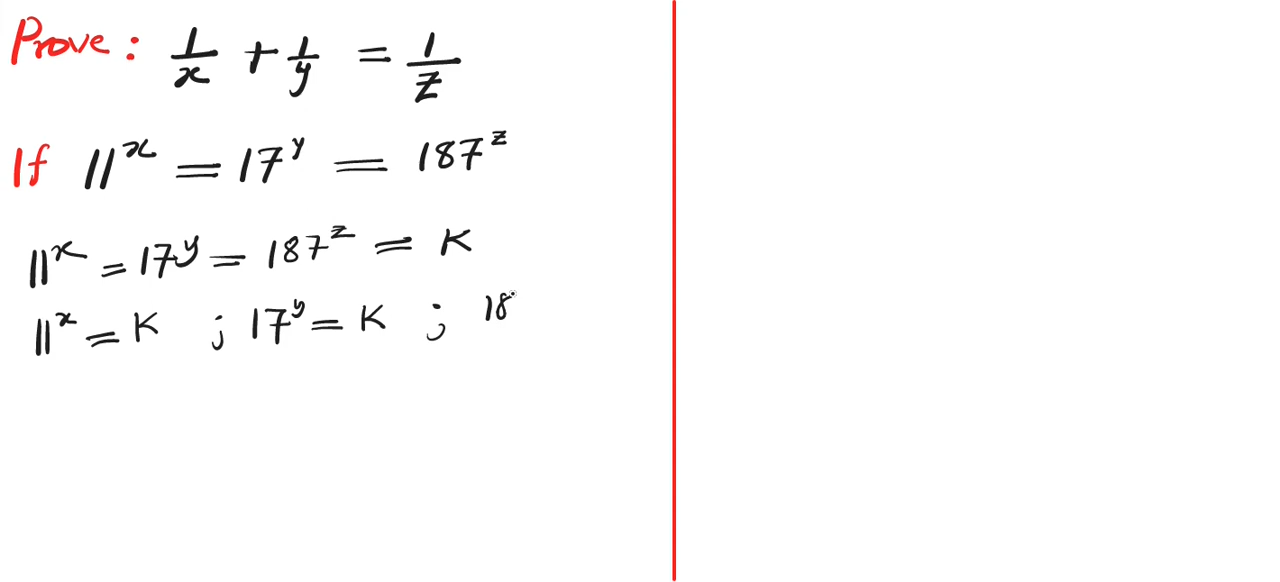 Prove: 1/x + 1/y = 1/z
If 11^x = 17^y = 187^z
11^x = 17^y = 187^z = K
11^x = K ; 17^y = K ; 18